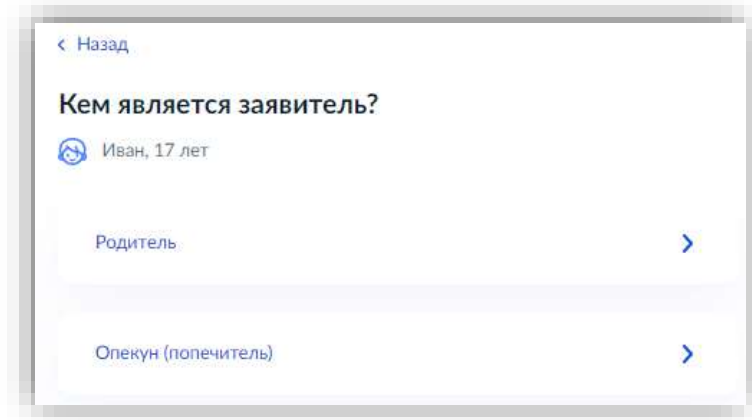 Назад
Кем является заявитель?
Иван, 17 лет
Родитель
Опекун (попечитель)